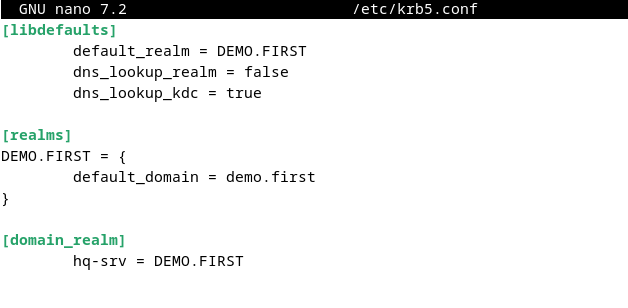 GNU nano 7.2 /etc/krb5.conf
[libdefaults]
default_realm = DEMO.FIRST
dns_lookup_realm = false
dns_lookup_kdc = true
[realms]
DEMO.FIRST = {
default_domain = demo.first
}
[domain_realm]
hq-srv = DEMO.FIRST